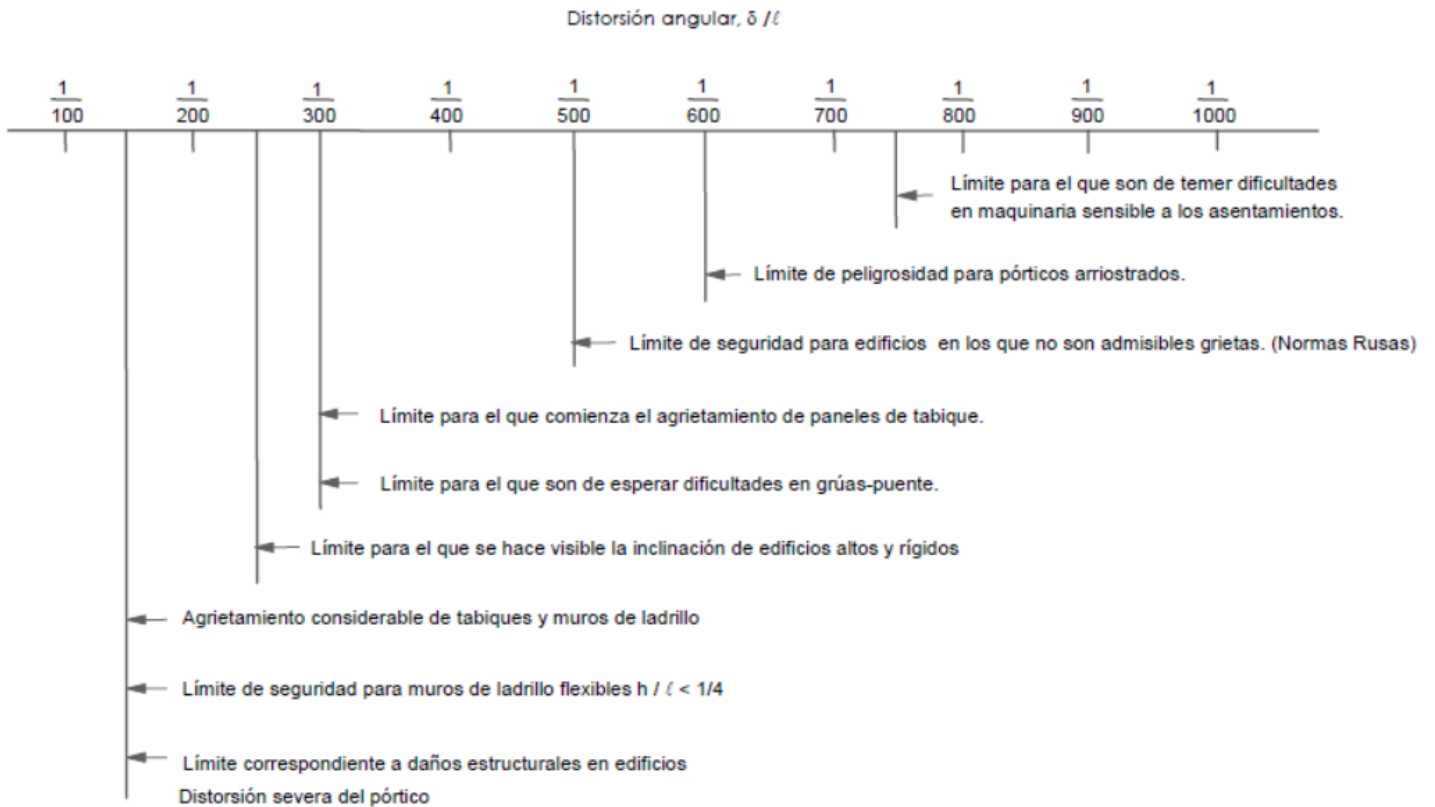 Distorsión angular, δ /ℓ
1 1 1 1 1 1 1 1 1 1
100 200 300 400 500 600 700 800 900 1000
Límite para el que son de temer dificultades
en maquinaria sensible a los asentamientos.
Límite de peligrosidad para pórticos arriostrados.
Límite de seguridad para edificios en los que no son admisibles grietas. (Normas Rusas)
Límite para el que comienza el agrietamiento de paneles de tabique.
Límite para el que son de esperar dificultades en grúas-puente.
Límite para el que se hace visible la inclinación de edificios altos y rígidos
Agrietamiento considerable de tabiques y muros de ladrillo
Límite de seguridad para muros de ladrillo flexibles h / ℓ < 1/4
Límite correspondiente a daños estructurales en edificios
Distorsión severa del pórtico